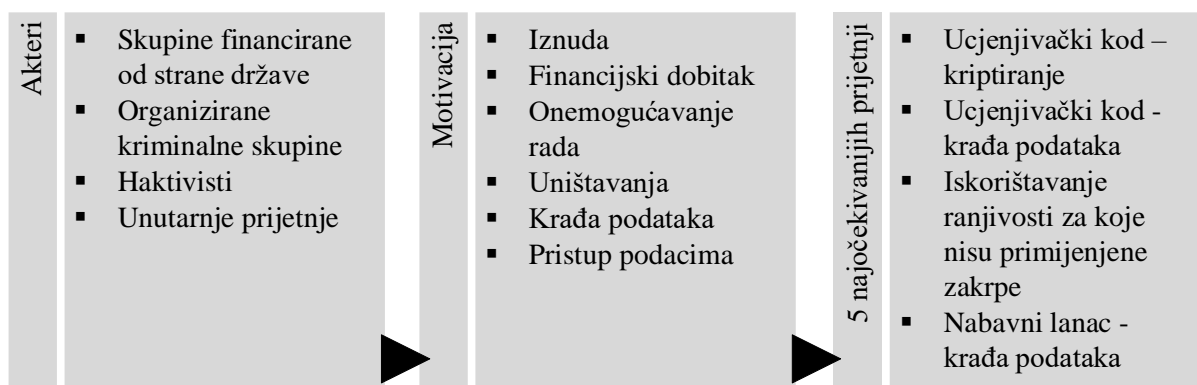 Akteri
▪ Skupine financirane
od strane države
▪ Organizirane
kriminalne skupine
▪ Haktivisti
▪ Unutarnje prijetnje
Motivacija
▪ Iznuda
▪ Financijski dobitak
▪ Onemogućavanje
rada
▪ Uništavanja
▪ Krađa podataka
▪ Pristup podacima
5 najočekivanijih prijetnji
▪ Ucjenjivački kod –
kriptiranje
▪ Ucjenjivački kod -
krađa podataka
▪ Iskorištavanje
ranjivosti za koje
nisu primijenjene
zakrpe
▪ Nabavni lanac -
krađa podataka